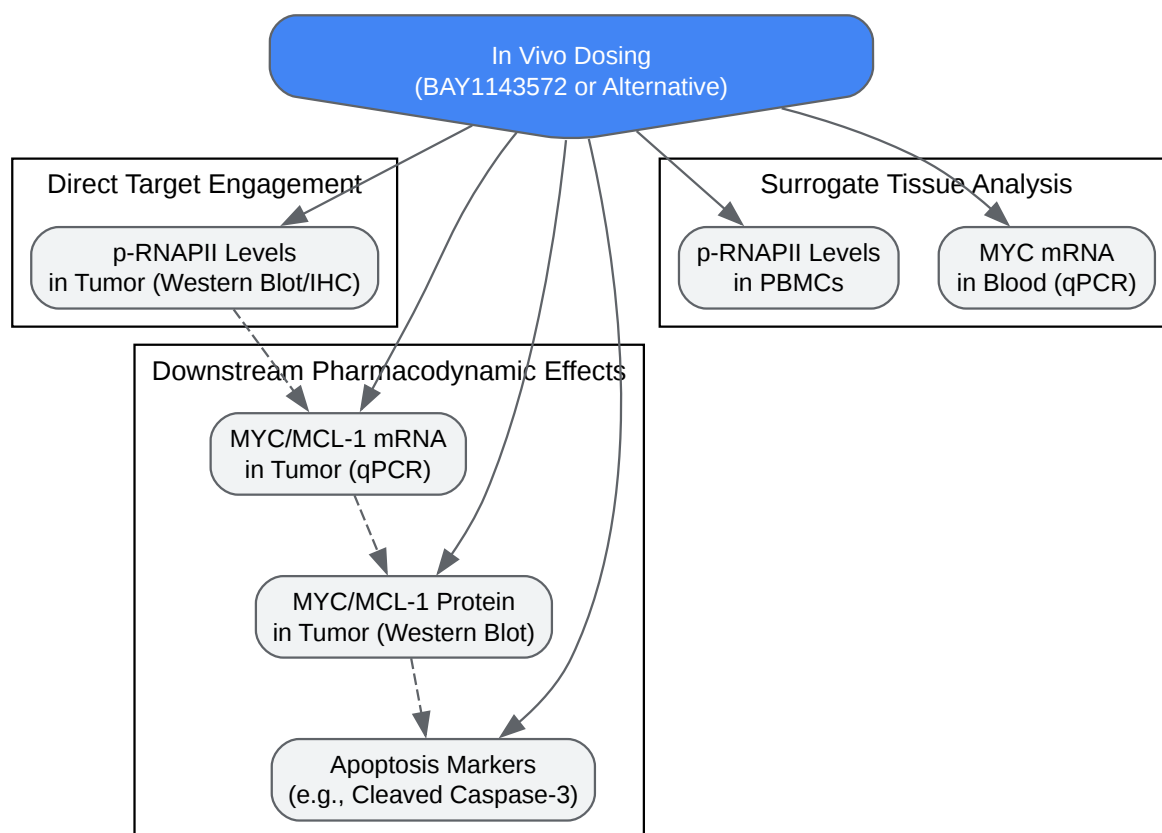 In Vivo Dosing
(BAY1143572 or Alternative)
Direct Target Engagement
p-RNAPII Levels
in Tumor (Western Blot/IHC)
Surrogate Tissue Analysis
p-RNAPII Levels
in PBMCs
MYC mRNA
in Blood (qPCR)
Downstream Pharmacodynamic Effects
MYC/MCL-1 mRNA
in Tumor (qPCR)
MYC/MCL-1 Protein
in Tumor (Western Blot)
Apoptosis Markers
(e.g., Cleaved Caspase-3)